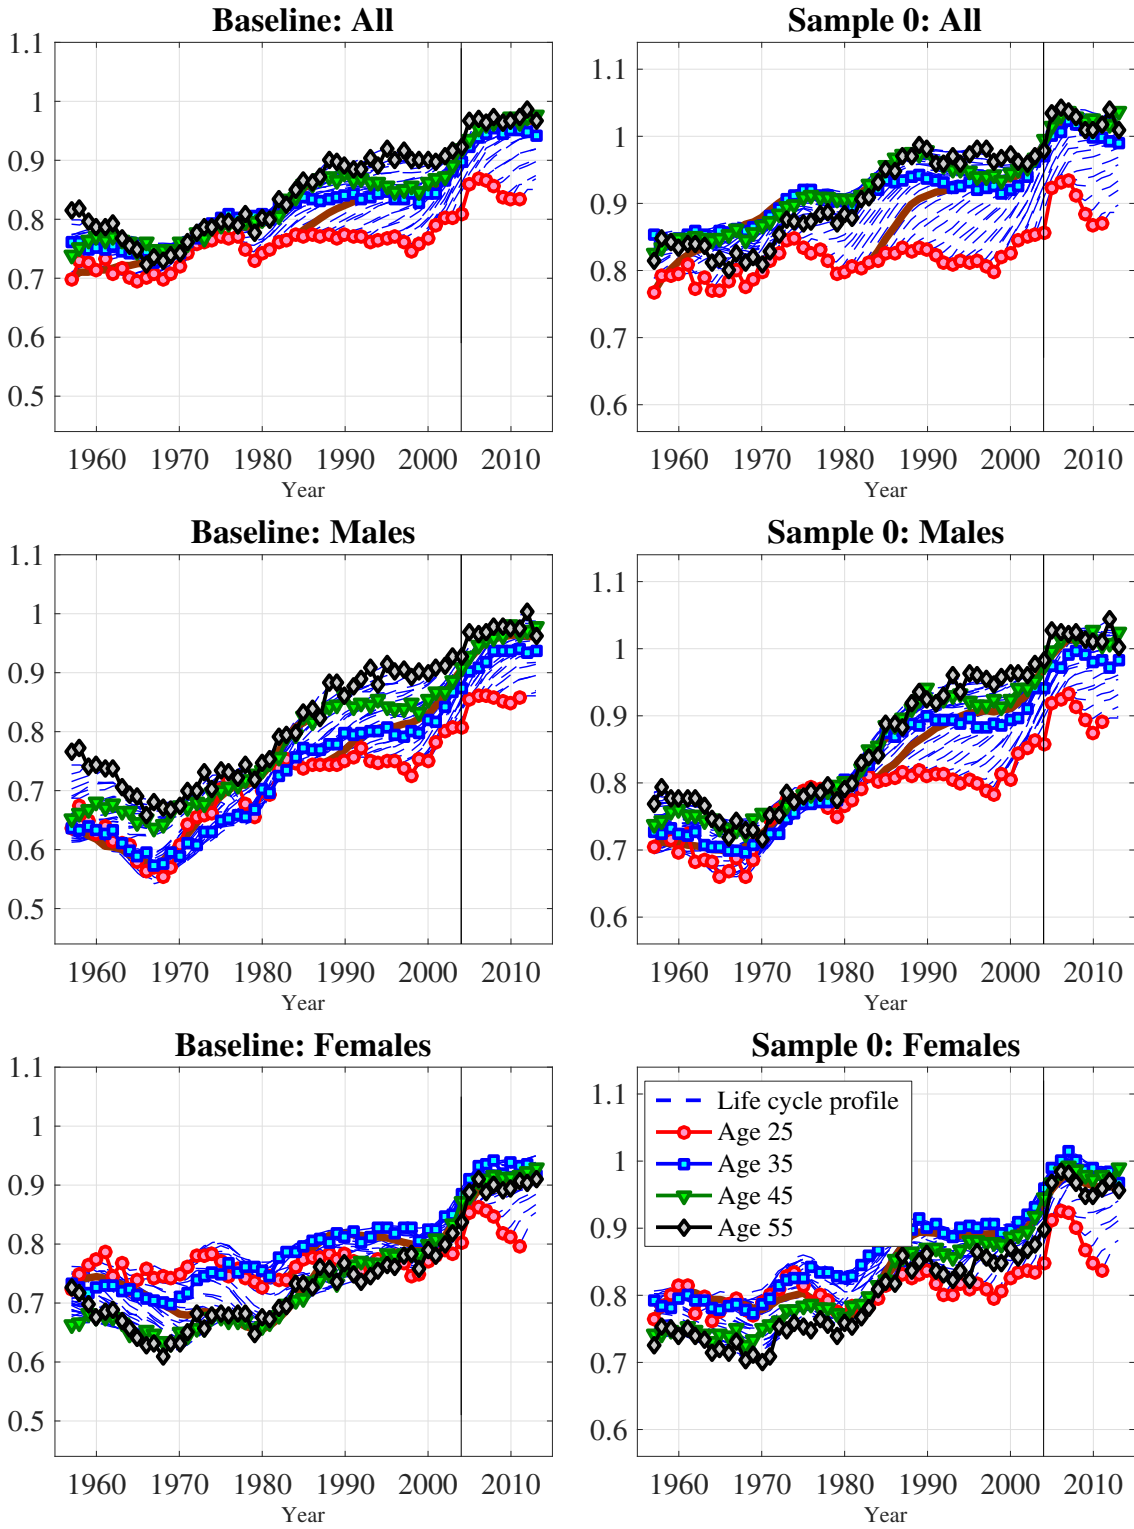 Baseline: All
1.1
1
0.9
0.8
0.7
0.6
0.5
1960 1970 1980 1990 2000 2010
Year
Sample 0: All
1.1
1
0.9
0.8
0.7
0.6
1960 1970 1980 1990 2000 2010
Year
Baseline: Males
1.1
1
0.9
0.8
0.7
0.6
0.5
1960 1970 1980 1990 2000 2010
Year
Sample 0: Males
1.1
1
0.9
0.8
0.7
0.6
1960 1970 1980 1990 2000 2010
Year
Baseline: Females
1.1
1
0.9
0.8
0.7
0.6
0.5
1960 1970 1980 1990 2000 2010
Year
Sample 0: Females
1.1
1
0.9
0.8
0.7
0.6
Life cycle profile
Age 25
Age 35
Age 45
Age 55
1960 1970 1980 1990 2000 2010
Year